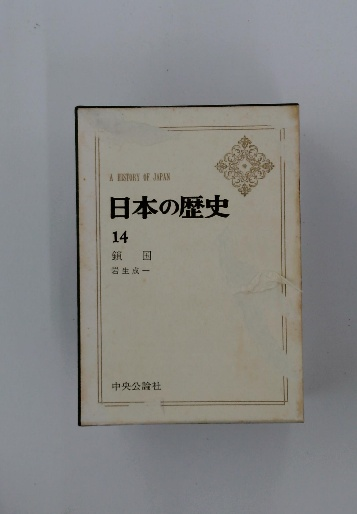 A HISTORY OF JAPAN
日本の歴史
14
鎖国
岩生成一
中央公論社